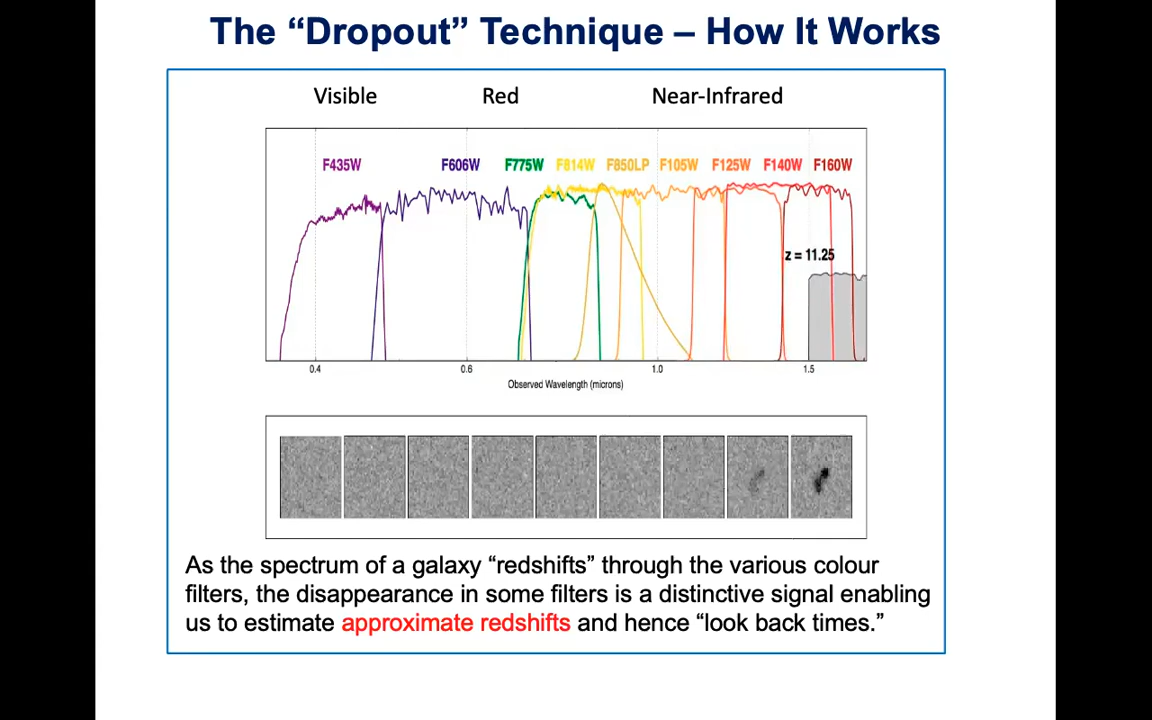 The “Dropout” Technique – How It Works
Visible Red Near-Infrared
F435W F606W F775W F814W F850LP F105W F125W F140W F160W
z = 11.25
0.4 0.6 1.0 1.5
Observed Wavelength (microns)
As the spectrum of a galaxy “redshifts” through the various colour
filters, the disappearance in some filters is a distinctive signal enabling
us to estimate approximate redshifts and hence “look back times.”